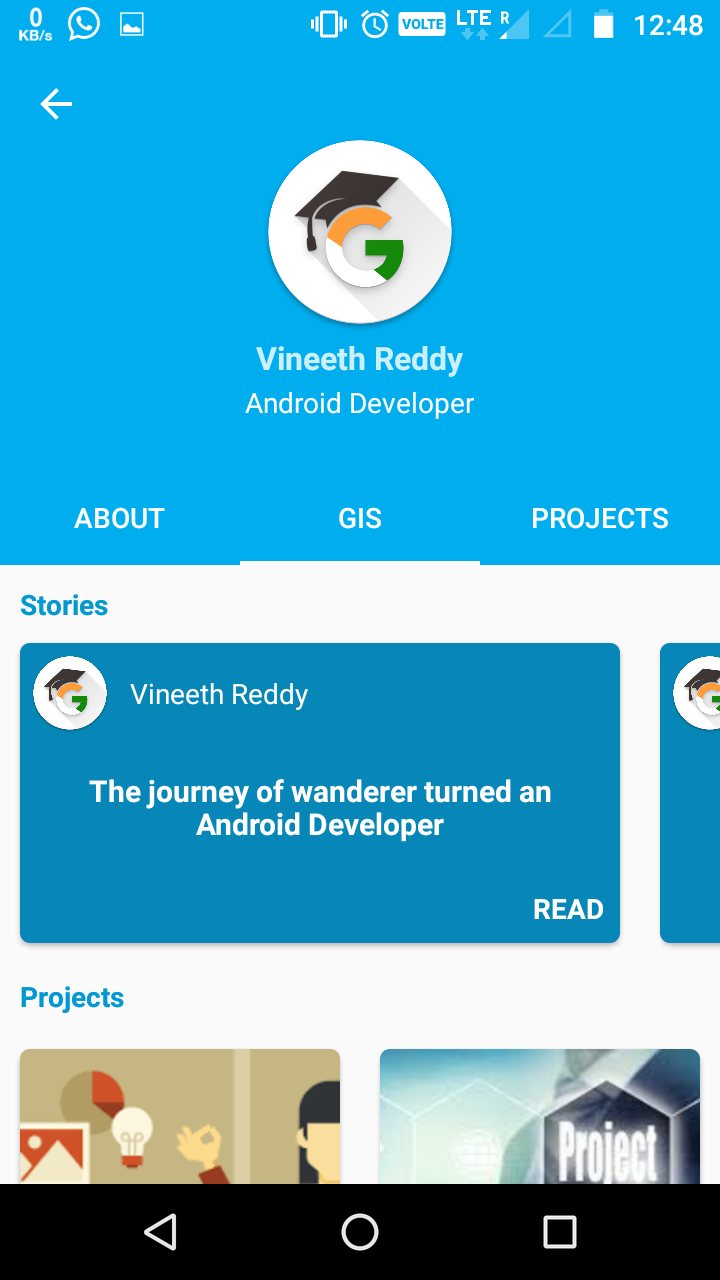 0
KB/s
VOLTE
LTE
R
12:48
Vineeth Reddy
Android Developer
ABOUT
GIS
PROJECTS
Stories
Vineeth Reddy
The journey of wanderer turned an
Android Developer
READ
Projects
Project